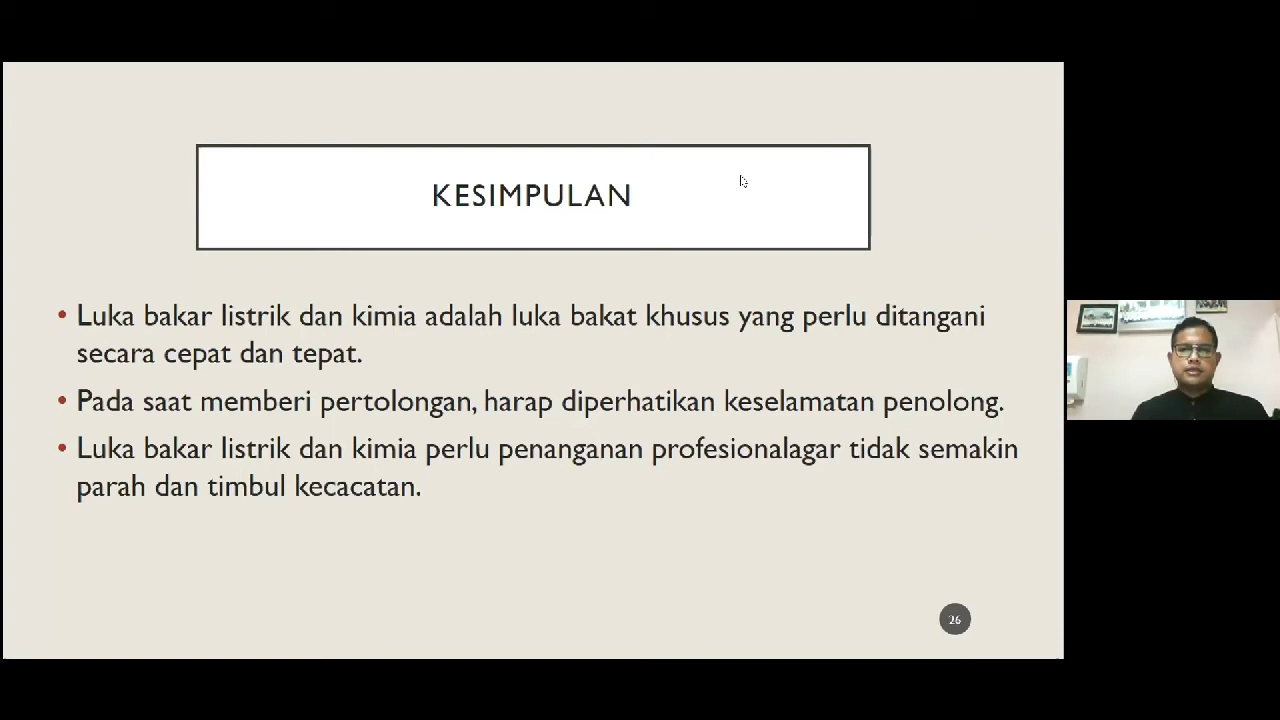 KESIMPULAN
• Luka bakar listrik dan kimia adalah luka bakat khusus yang perlu ditangani
secara cepat dan tepat.
• Pada saat memberi pertolongan, harap diperhatikan keselamatan penolong.
• Luka bakar listrik dan kimia perlu penanganan profesionalagar tidak semakin
parah dan timbul kecacatan.
26